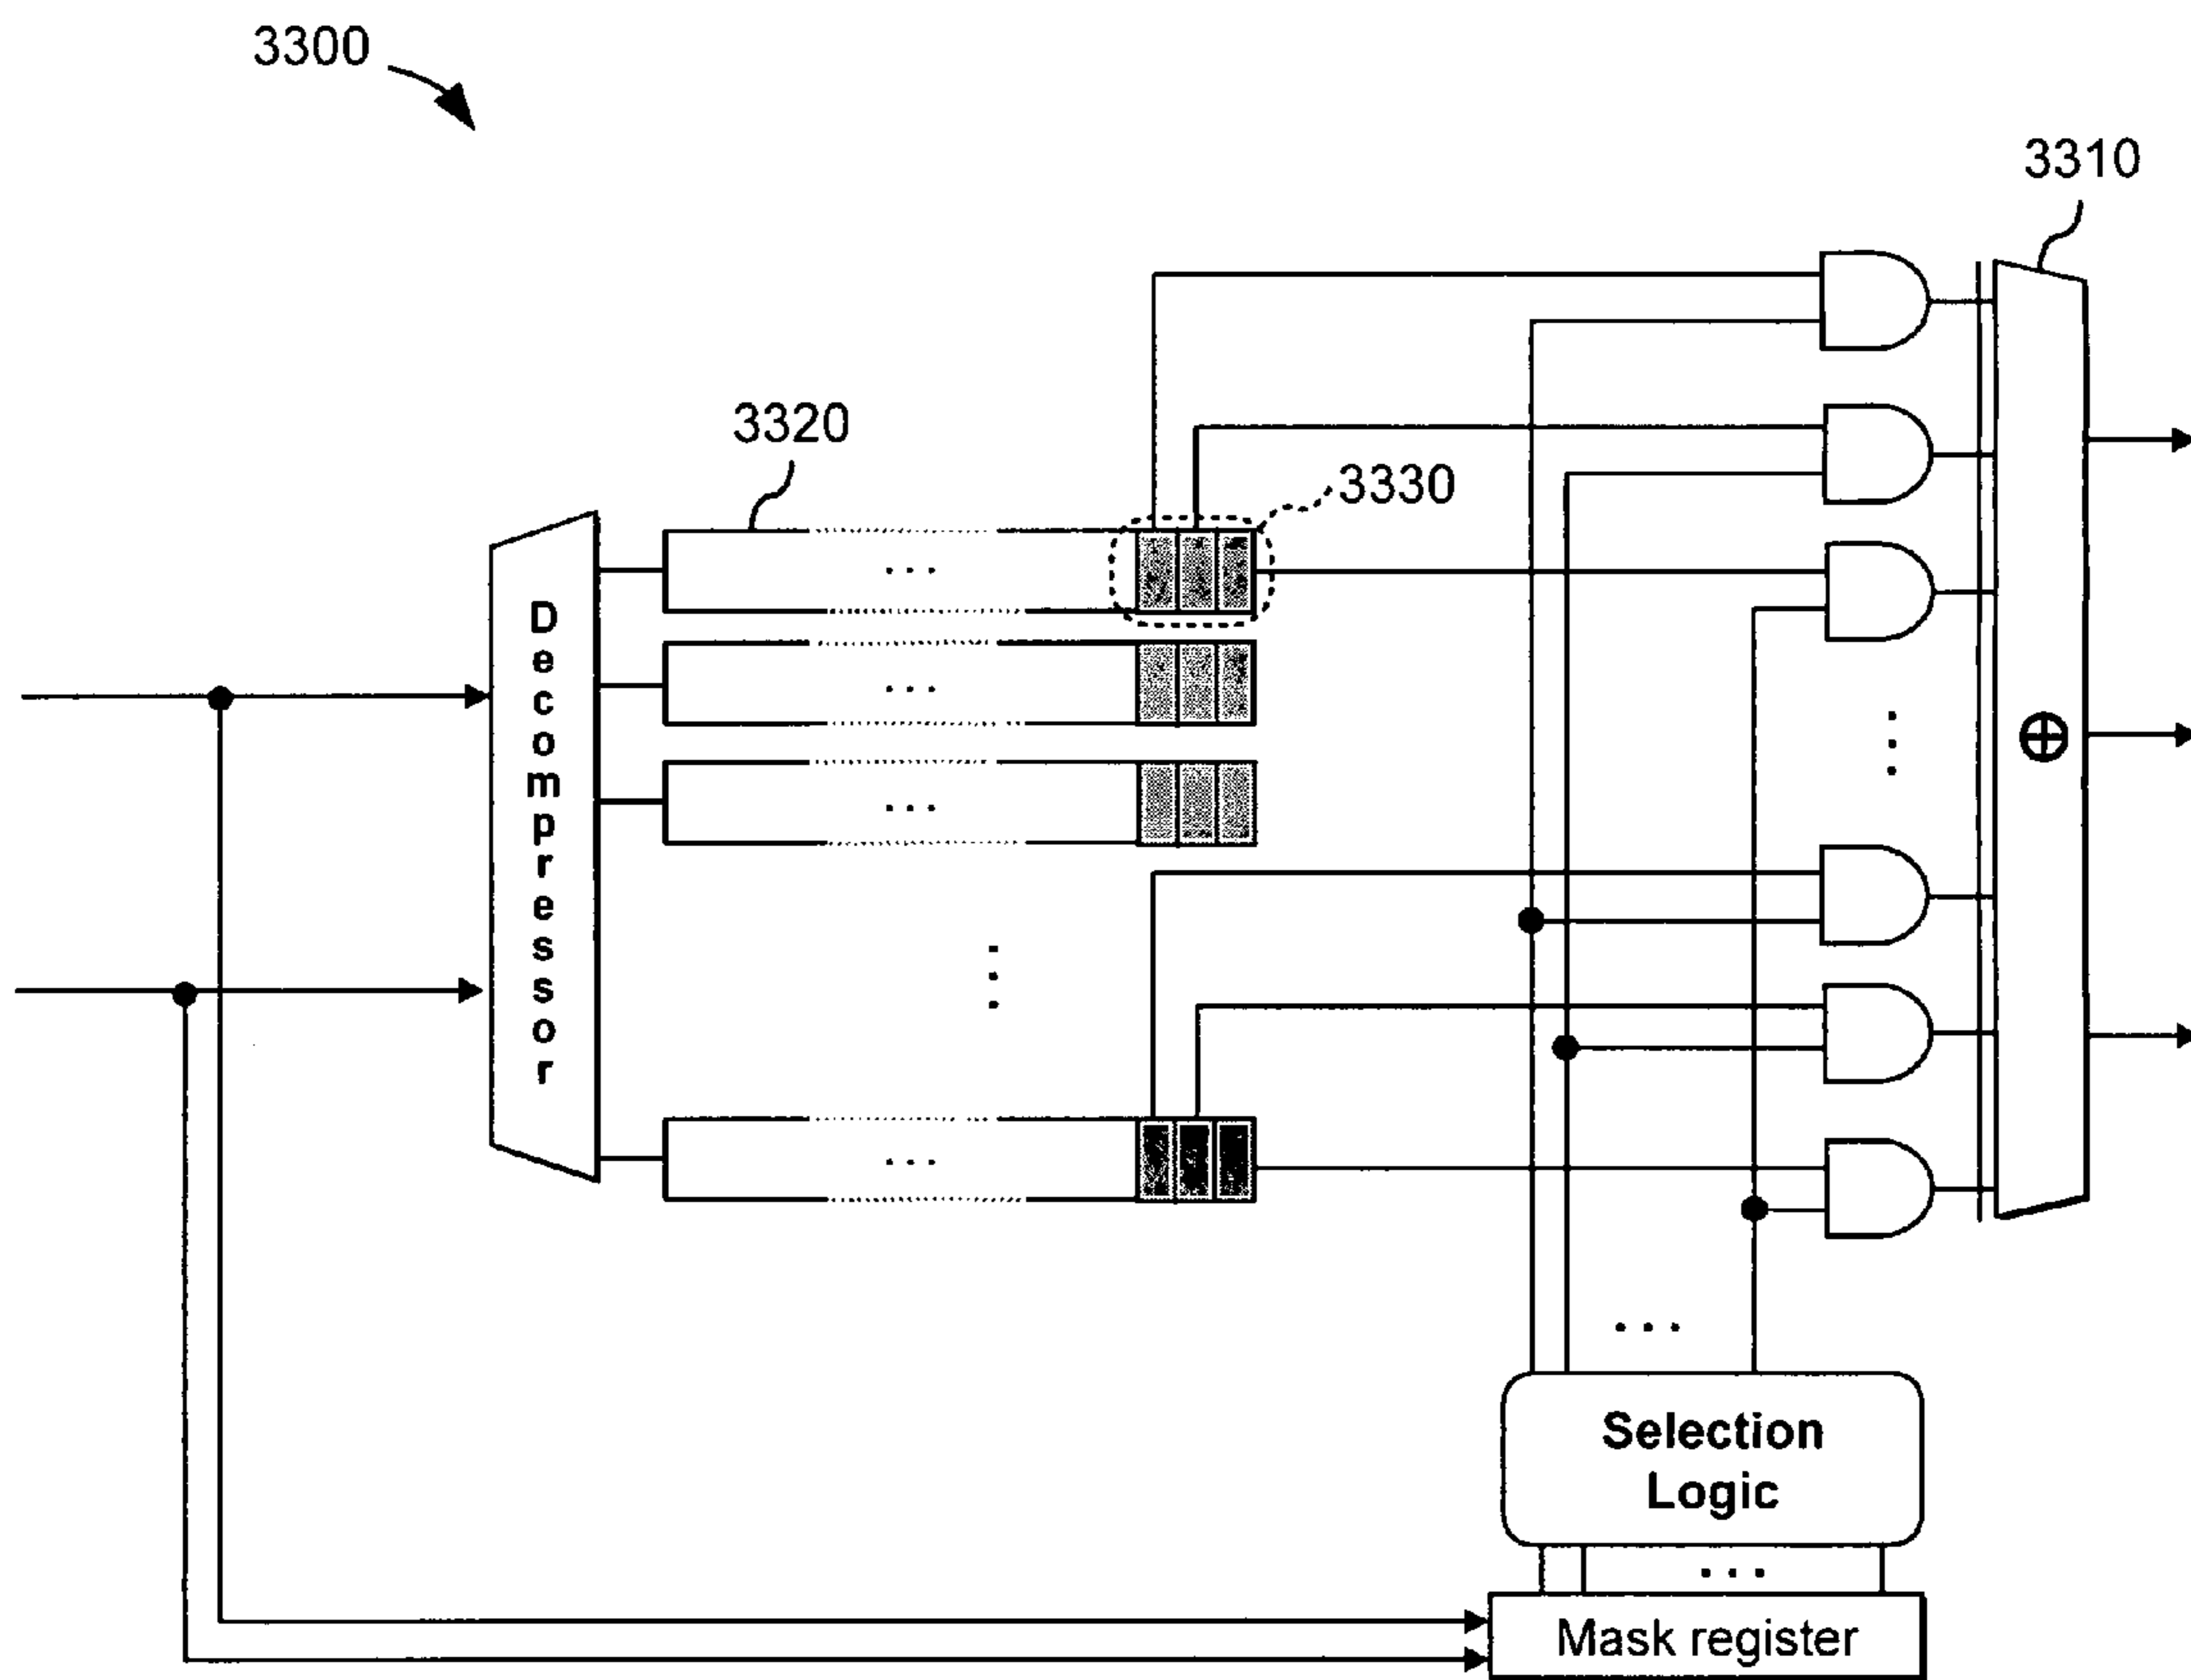 3300
3310
3320
3330
Decompressor
Selection
Logic
Mask register